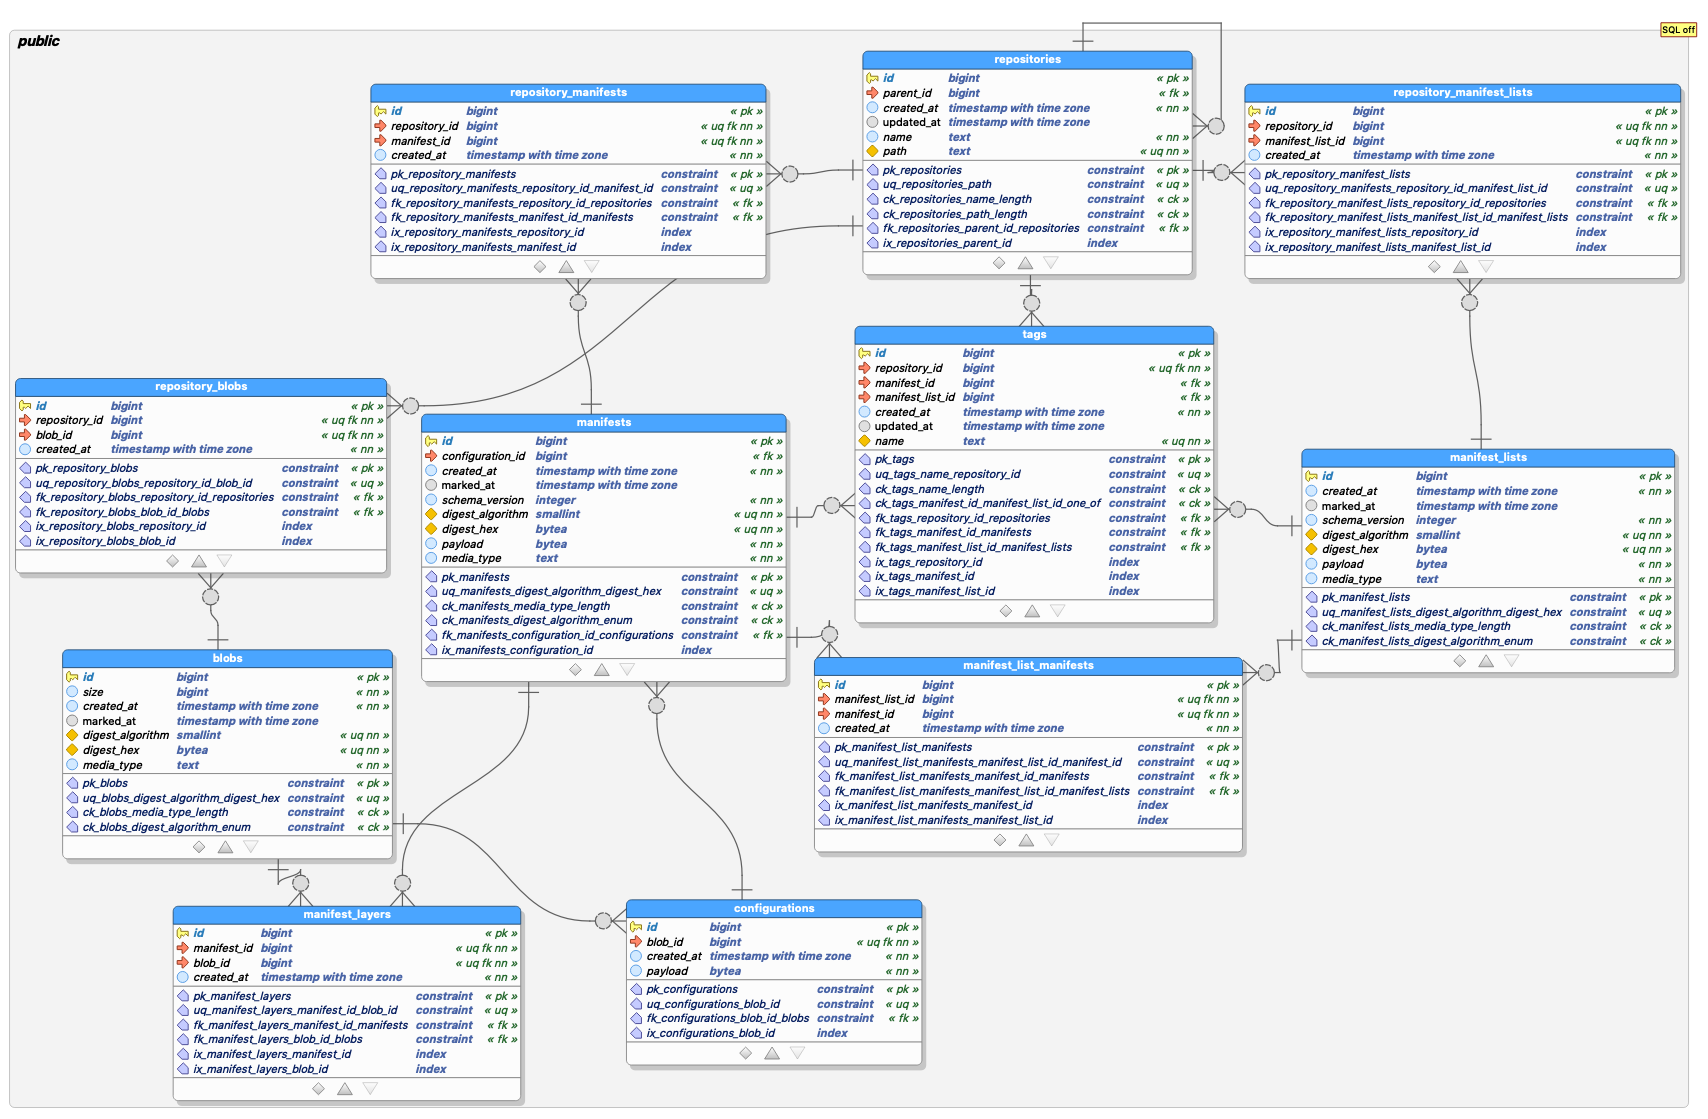 SQL off
public
repositories
id bigint « pk »
parent_id bigint « fk »
created_at timestamp with time zone « nn »
updated_at timestamp with time zone
name text « nn »
path text « uq nn »
pk_repositories constraint « pk »
uq_repositories_path constraint « uq »
ck_repositories_name_length constraint « ck »
ck_repositories_path_length constraint « ck »
fk_repositories_parent_id_repositories constraint « fk »
ix_repositories_parent_id index
repository_manifests
id bigint « pk »
repository_id bigint « uq fk nn »
manifest_id bigint « uq fk nn »
created_at timestamp with time zone « nn »
pk_repository_manifests constraint « pk »
uq_repository_manifests_repository_id_manifest_id constraint « uq »
fk_repository_manifests_repository_id_repositories constraint « fk »
fk_repository_manifests_manifest_id_manifests constraint « fk »
ix_repository_manifests_repository_id index
ix_repository_manifests_manifest_id index
repository_manifest_lists
id bigint « pk »
repository_id bigint « uq fk nn »
manifest_list_id bigint « uq fk nn »
created_at timestamp with time zone « nn »
pk_repository_manifest_lists constraint « pk »
uq_repository_manifests_repository_id_manifest_list_id constraint « uq »
fk_repository_manifest_lists_repository_id_repositories constraint « fk »
fk_repository_manifest_lists_manifest_list_id_manifest_lists constraint « fk »
ix_repository_manifest_lists_repository_id index
ix_repository_manifest_lists_manifest_list_id index
tags
id bigint « pk »
repository_id bigint « uq fk nn »
manifest_id bigint « fk »
manifest_list_id bigint « fk »
created_at timestamp with time zone « nn »
updated_at timestamp with time zone
name text « uq nn »
pk_tags constraint « pk »
uq_tags_name_repository_id constraint « uq »
ck_tags_name_length constraint « ck »
ck_tags_manifest_id_manifest_list_id_one_of constraint « ck »
fk_tags_repository_id_repositories constraint « fk »
fk_tags_manifest_id_manifests constraint « fk »
fk_tags_manifest_list_id_manifest_lists constraint « fk »
ix_tags_repository_id index
ix_tags_manifest_id index
ix_tags_manifest_list_id index
repository_blobs
id bigint « pk »
repository_id bigint « uq fk nn »
blob_id bigint « uq fk nn »
created_at timestamp with time zone « nn »
pk_repository_blobs constraint « pk »
uq_repository_blobs_repository_id_blob_id constraint « uq »
fk_repository_blobs_repository_id_repositories constraint « fk »
fk_repository_blobs_blob_id_blobs constraint « fk »
ix_repository_blobs_repository_id index
ix_repository_blobs_blob_id index
manifests
id bigint « pk »
configuration_id bigint « fk »
created_at timestamp with time zone « nn »
marked_at timestamp with time zone
schema_version integer « nn »
digest_algorithm smallint « uq nn »
digest_hex bytea « uq nn »
payload bytea « nn »
media_type text « nn »
pk_manifests constraint « pk »
uq_manifests_digest_algorithm_digest_hex constraint « uq »
ck_manifests_media_type_length constraint « ck »
ck_manifests_digest_algorithm_enum constraint « ck »
fk_manifests_configuration_id_configurations constraint « fk »
ix_manifests_configuration_id index
manifest_lists
id bigint « pk »
created_at timestamp with time zone « nn »
marked_at timestamp with time zone
schema_version integer « nn »
digest_algorithm smallint « uq nn »
digest_hex bytea « uq nn »
payload bytea « nn »
media_type text « nn »
pk_manifest_lists constraint « pk »
uq_manifest_lists_digest_algorithm_digest_hex constraint « uq »
ck_manifest_lists_media_type_length constraint « ck »
ck_manifest_lists_digest_algorithm_enum constraint « ck »
blobs
id bigint « pk »
size bigint « nn »
created_at timestamp with time zone « nn »
marked_at timestamp with time zone
digest_algorithm smallint « uq nn »
digest_hex bytea « uq nn »
media_type text « nn »
pk_blobs constraint « pk »
uq_blobs_digest_algorithm_digest_hex constraint « uq »
ck_blobs_media_type_length constraint « ck »
ck_blobs_digest_algorithm_enum constraint « ck »
manifest_list_manifests
id bigint « pk »
manifest_list_id bigint « uq fk nn »
manifest_id bigint « uq fk nn »
created_at timestamp with time zone « nn »
pk_manifest_list_manifests constraint « pk »
uq_manifest_list_manifests_manifest_list_id_manifest_id constraint « uq »
fk_manifest_list_manifests_manifest_id_manifests constraint « fk »
fk_manifest_list_manifests_manifest_list_id_manifest_lists constraint « fk »
ix_manifest_list_manifests_manifest_id index
ix_manifest_list_manifests_manifest_list_id index
manifest_layers
id bigint « pk »
manifest_id bigint « uq fk nn »
blob_id bigint « uq fk nn »
created_at timestamp with time zone « nn »
pk_manifest_layers constraint « pk »
uq_manifest_layers_manifest_id_blob_id constraint « uq »
fk_manifest_layers_manifest_id_manifests constraint « fk »
fk_manifest_layers_blob_id_blobs constraint « fk »
ix_manifest_layers_manifest_id index
ix_manifest_layers_blob_id index
configurations
id bigint « pk »
blob_id bigint « uq fk nn »
created_at timestamp with time zone « nn »
payload bytea « nn »
pk_configurations constraint « pk »
uq_configurations_blob_id constraint « uq »
fk_configurations_blob_id_blobs constraint « fk »
ix_configurations_blob_id index